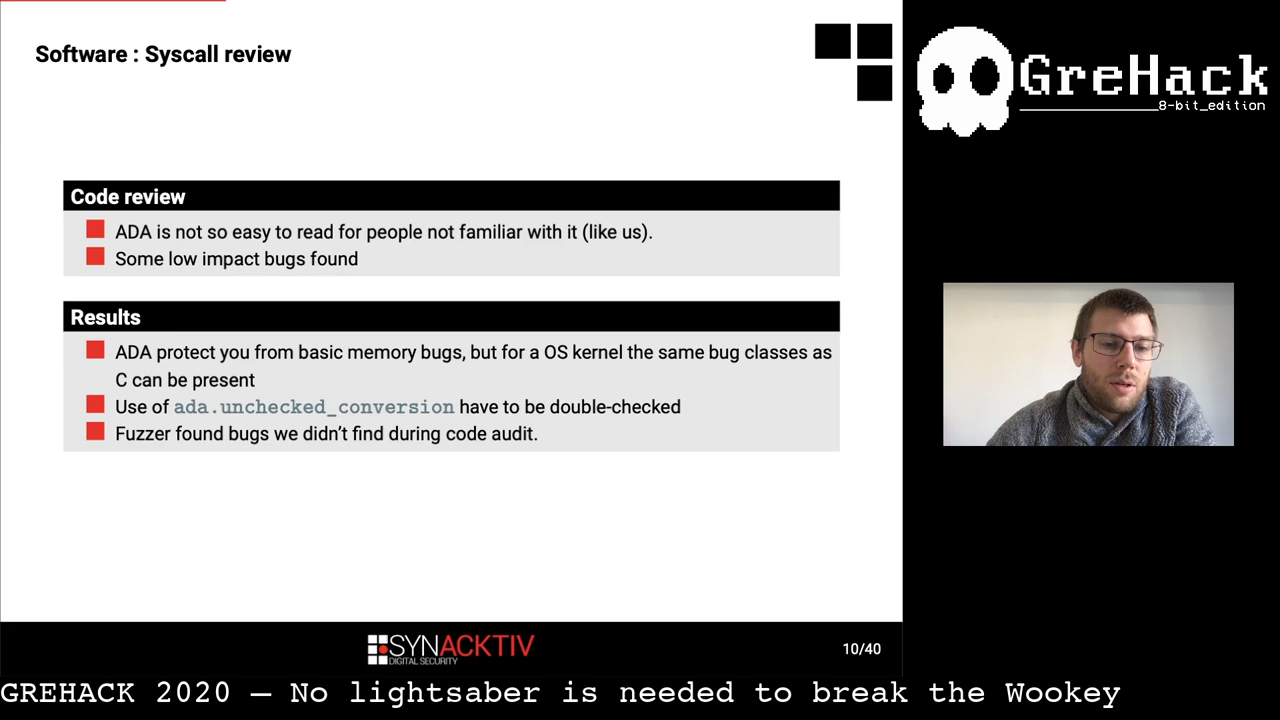 Software : Syscall review
GreHack
8-bit_edition
Code review
ADA is not so easy to read for people not familiar with it (like us).
Some low impact bugs found
Results
ADA protect you from basic memory bugs, but for a OS kernel the same bug classes as
C can be present
Use of ada.unchecked_conversion have to be double-checked
Fuzzer found bugs we didn't find during code audit.
SYNACKTIV
DIGITAL SECURITY
10/40
GREHACK 2020 – No lightsaber is needed to break the Wookey